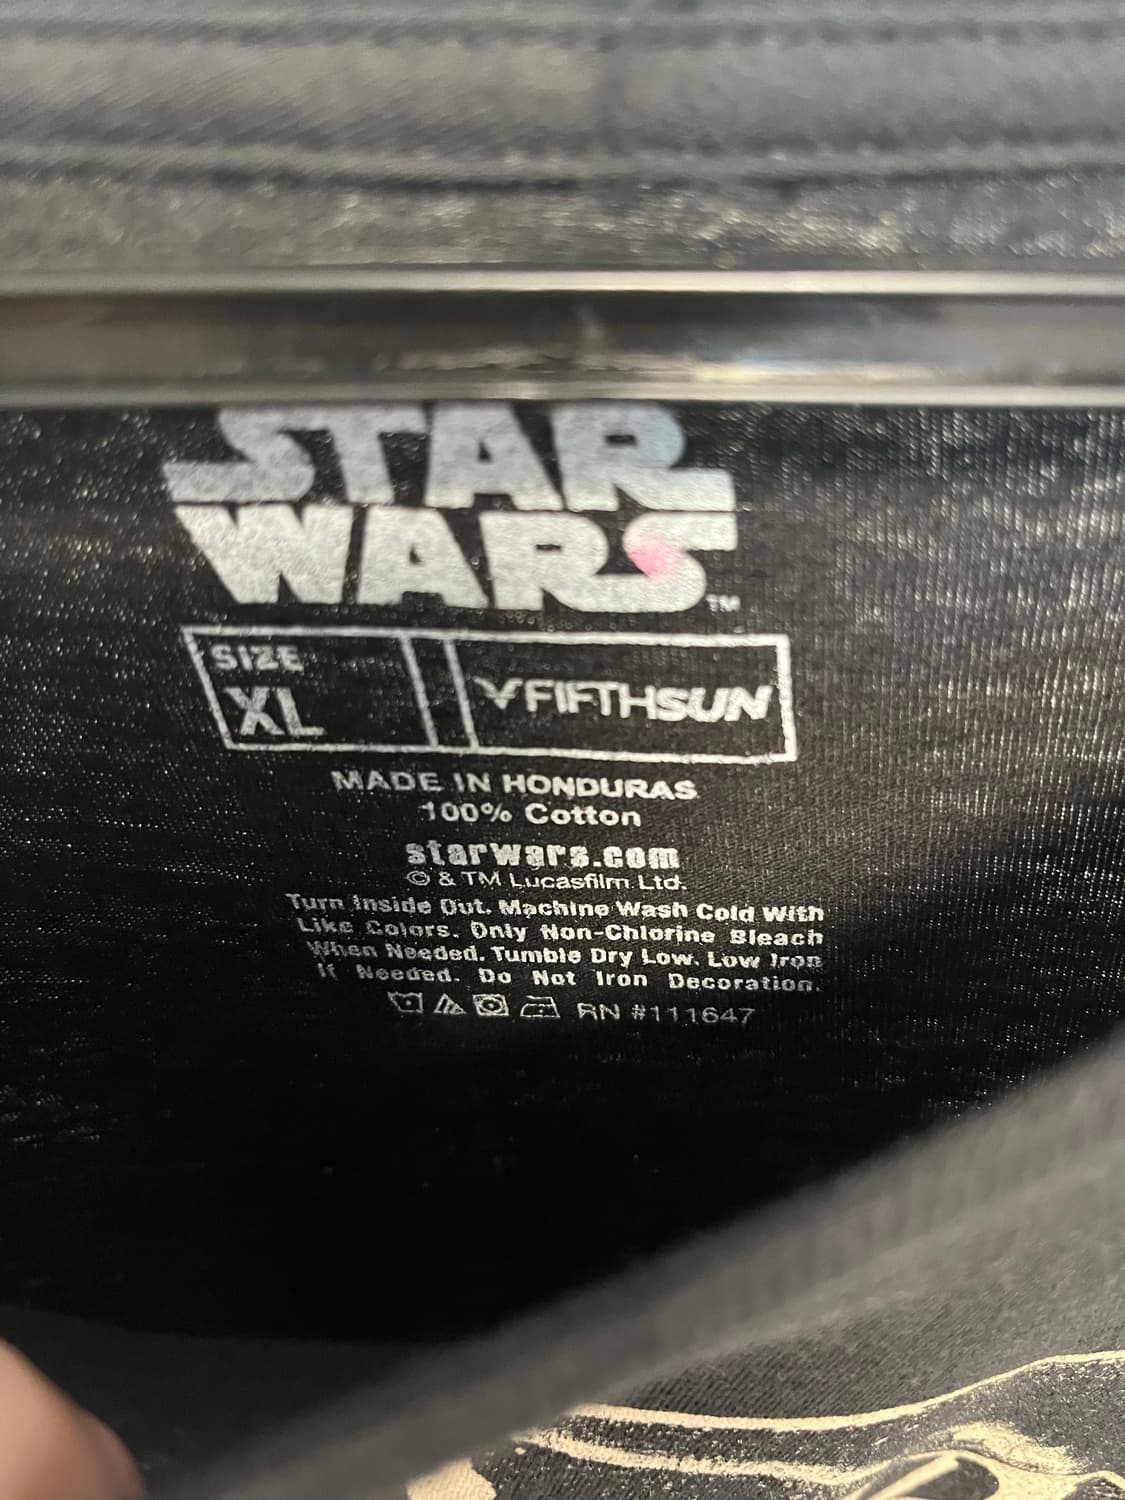 STAR
WARS™
SIZE
XL
FIFTHSUN
MADE IN HONDURAS
100% Cotton
starwars.com
© & TM Lucasfilm Ltd.
Turn Inside Out. Machine Wash Cold With
Like Colors. Only Non-Chlorine Bleach
When Needed. Tumble Dry Low. Low Iron
If Needed. Do Not Iron Decoration.
RN #111647